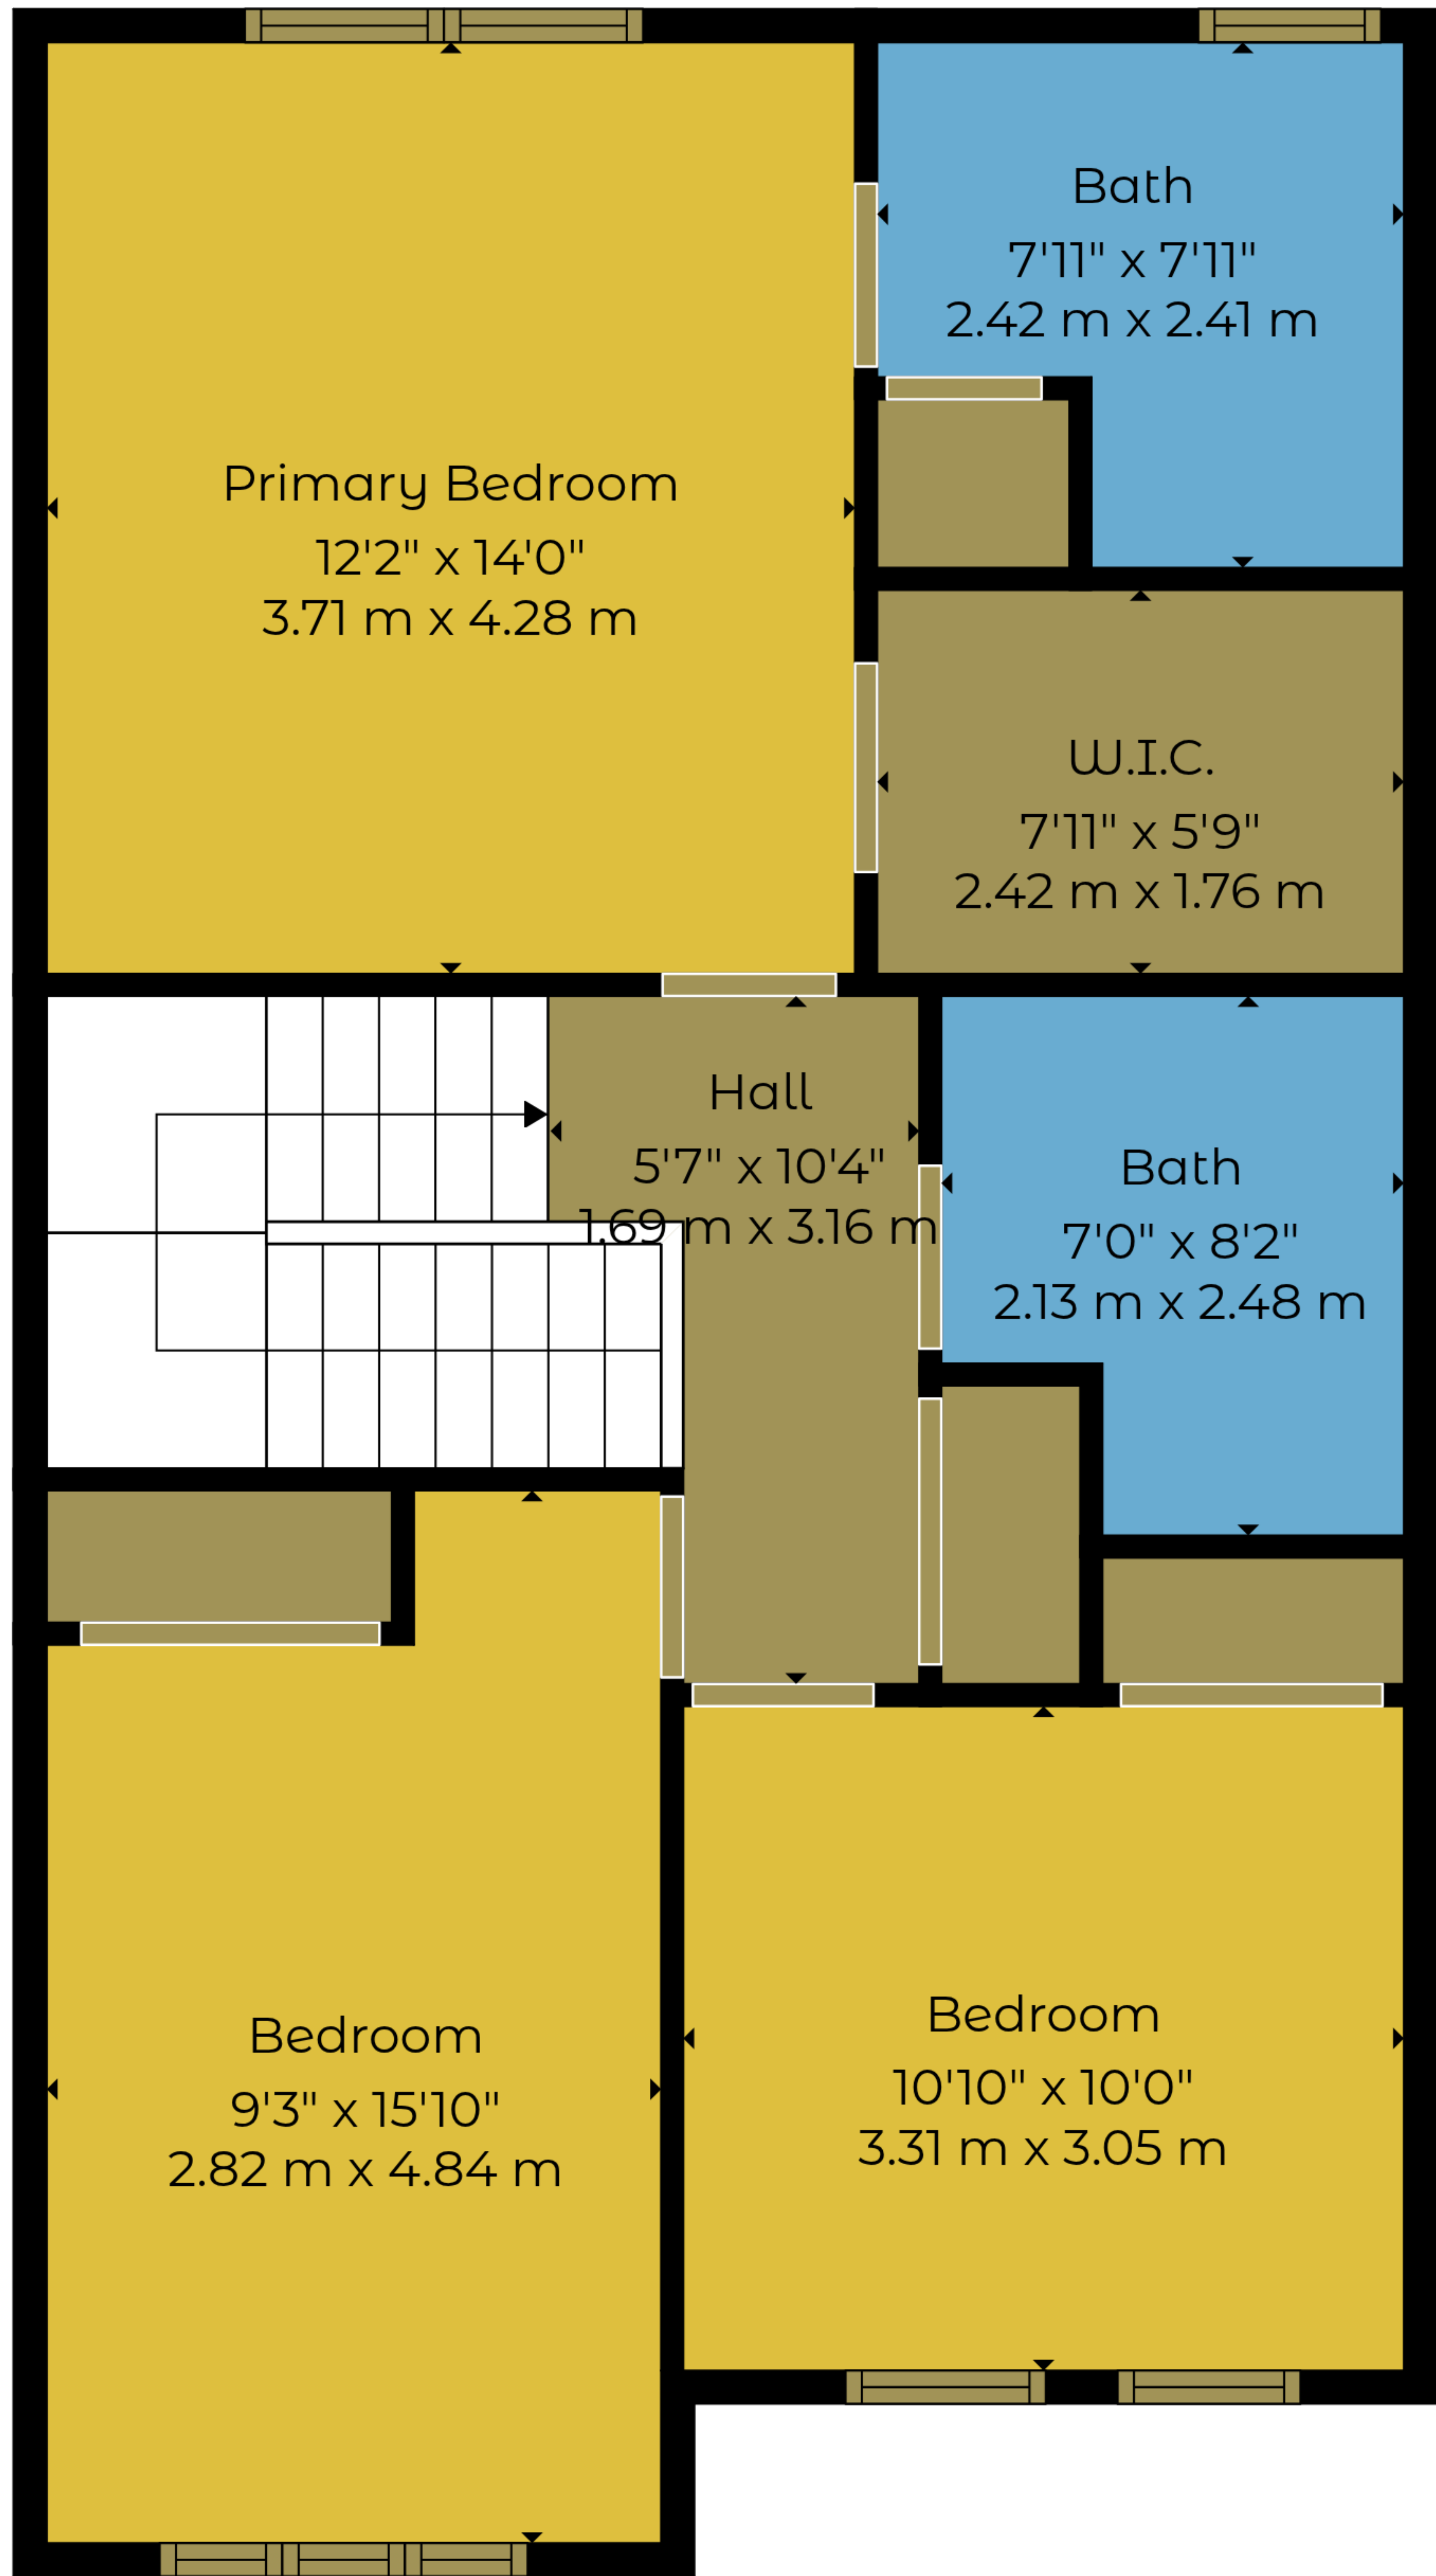 Bath
7'11" x 7'11"
2.42 m x 2.41 m
Primary Bedroom
12'2" x 14'0"
3.71 m x 4.28 m
W.I.C.
7'11" x 5'9"
2.42 m x 1.76 m
Hall
5'7" x 10'4"
1.69 m x 3.16 m
Bath
7'0" x 8'2"
2.13 m x 2.48 m
Bedroom
9'3" x 15'10"
2.82 m x 4.84 m
Bedroom
10'10" x 10'0"
3.31 m x 3.05 m